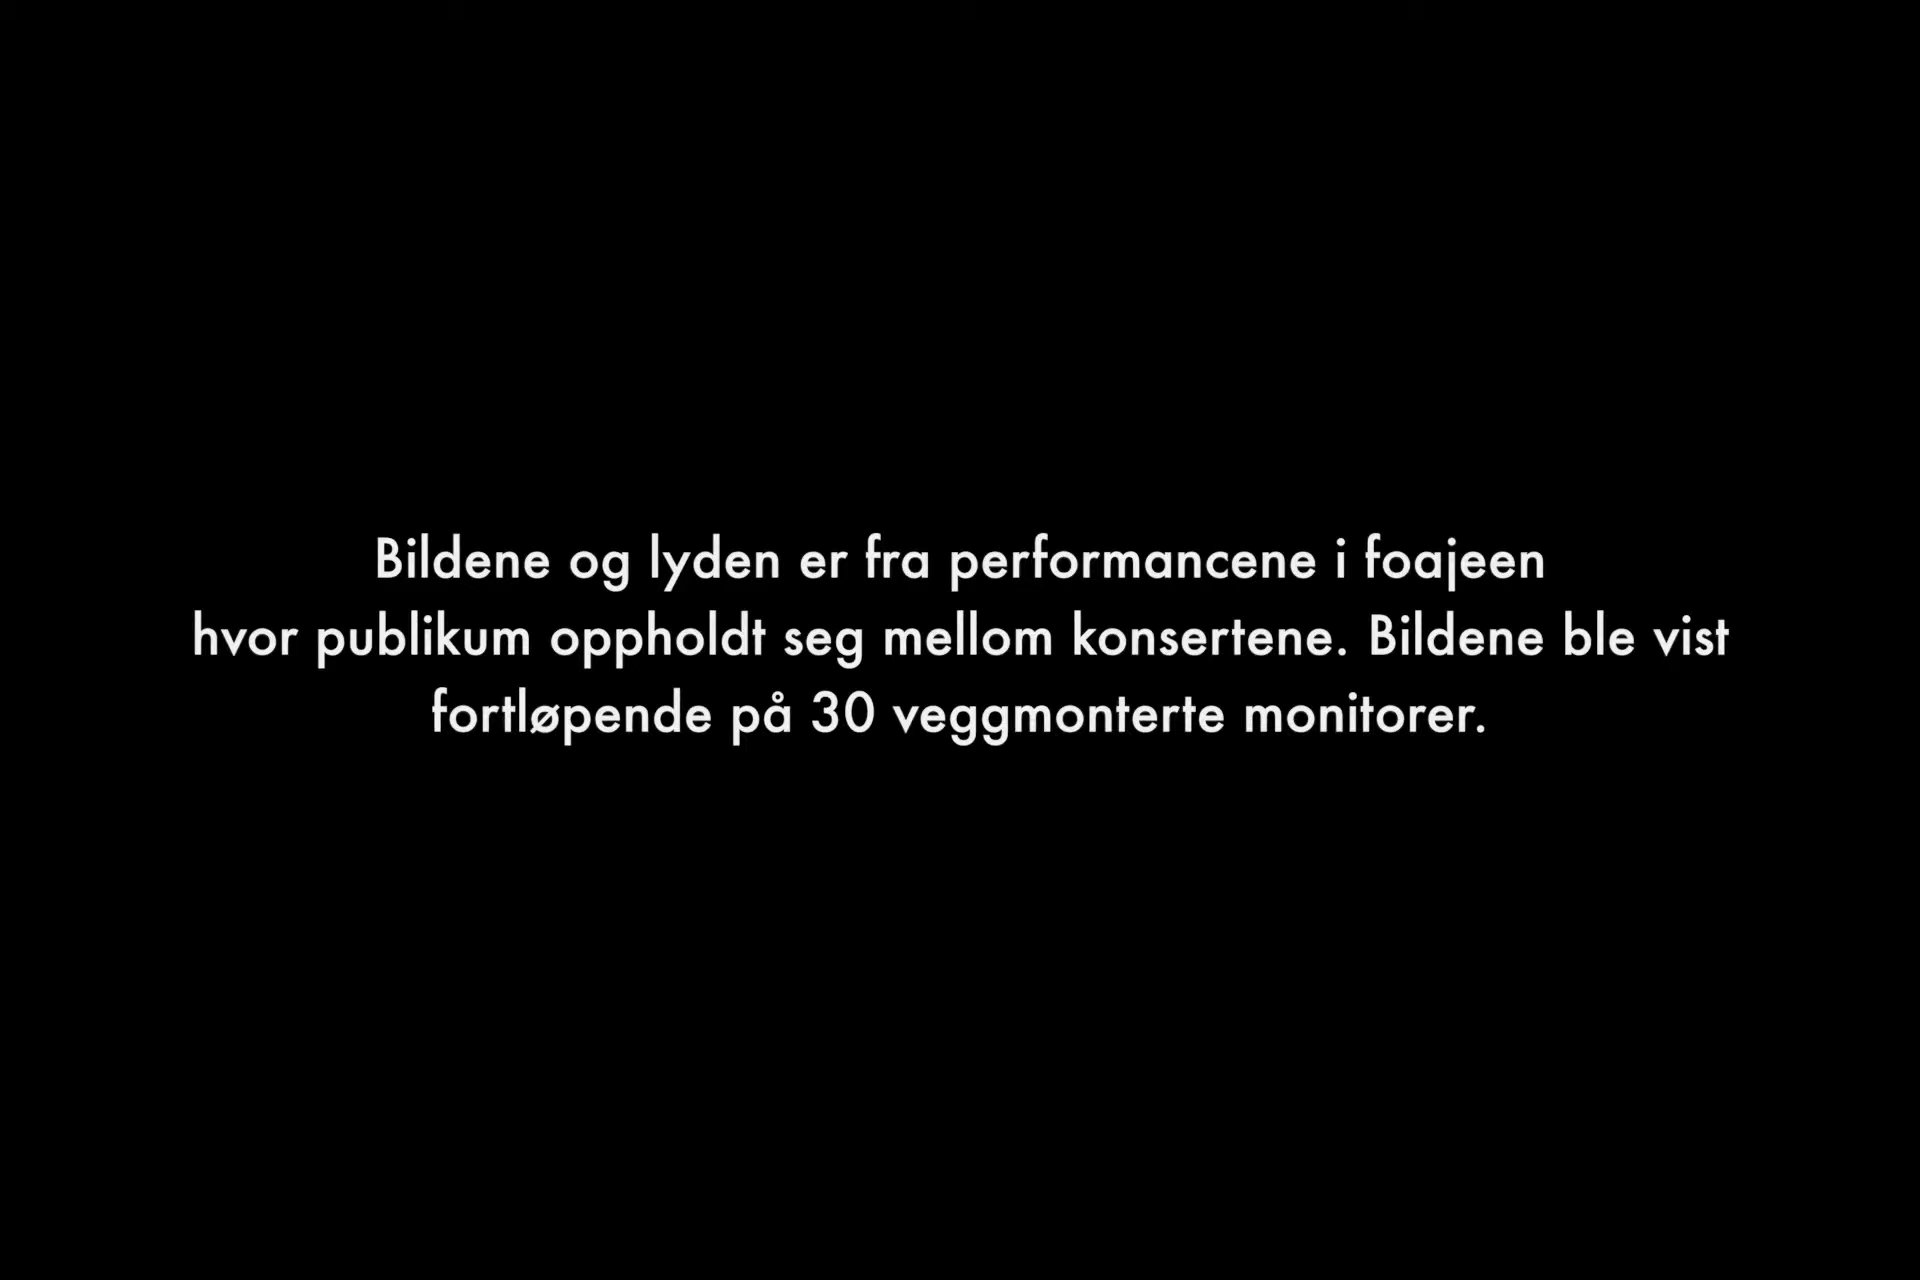 Bildene og lyden er fra performancene i foajeen
hvor publikum oppholdt seg mellom konsertene. Bildene ble vist
fortløpende på 30 veggmonterte monitorer.